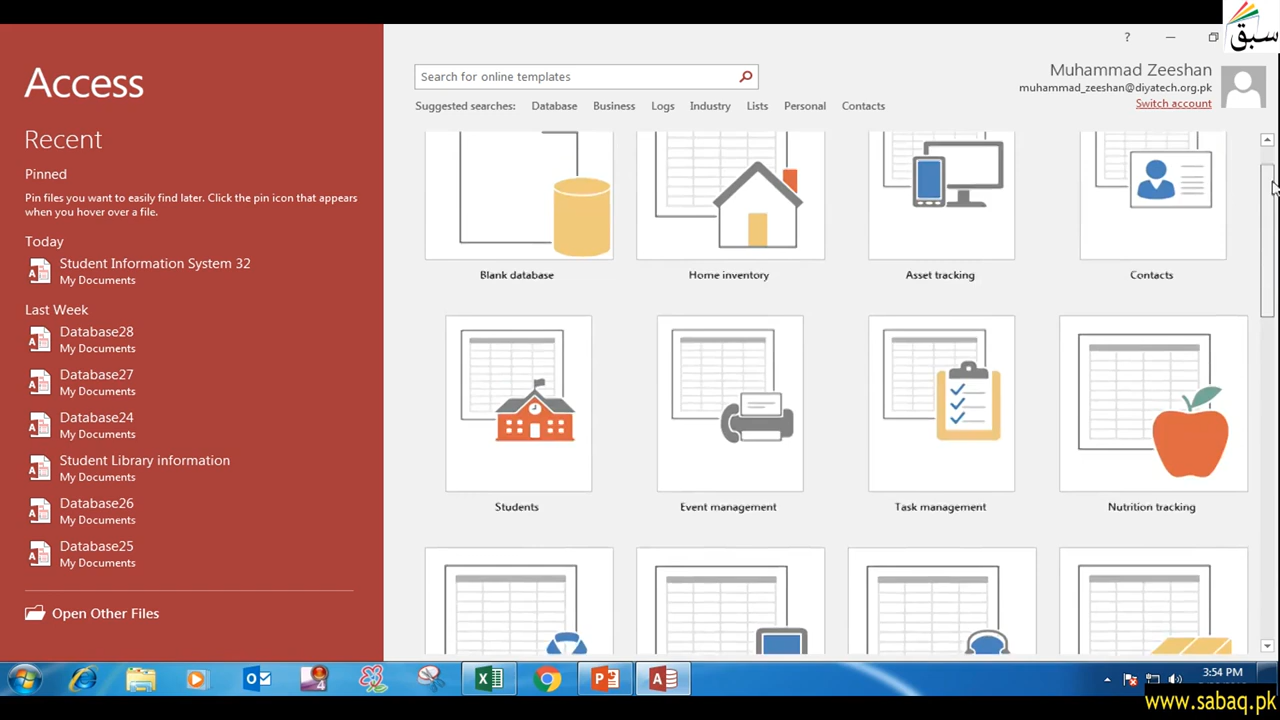 سبق
Access
Recent
Pinned
Pin files you want to easily find later. Click the pin icon that appears
when you hover over a file.
Today
Student Information System 32
My Documents
Last Week
Database28
My Documents
Database27
My Documents
Database24
My Documents
Student Library information
My Documents
Database26
My Documents
Database25
My Documents
Open Other Files
?
Search for online templates
Muhammad Zeeshan
muhammad_zeeshan@diyatech.org.pk
Switch account
Suggested searches: Database Business Logs Industry Lists Personal Contacts
Blank database Home inventory Asset tracking Contacts
Students Event management Task management Nutrition tracking
3:54 PM
www.sabaq.pk